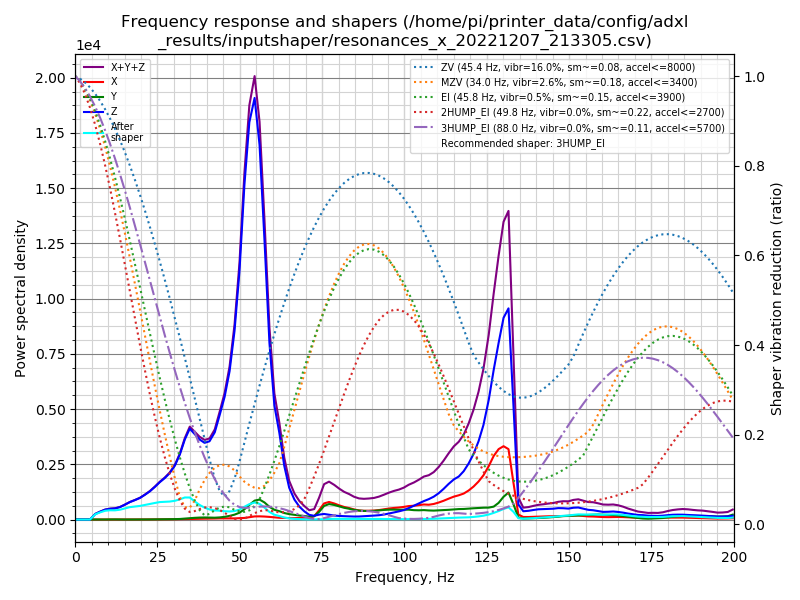 Frequency response and shapers (/home/pi/printer_data/config/adxl
_results/inputshaper/resonances_x_20221207_213305.csv)
1e4
X+Y+Z
X
Y
Z
After
shaper
ZV (45.4 Hz, vibr=16.0%, sm~=0.08, accel<=8000)
MZV (34.0 Hz, vibr=2.6%, sm~=0.18, accel<=3400)
EI (45.8 Hz, vibr=0.5%, sm~=0.15, accel<=3900)
2HUMP_EI (49.8 Hz, vibr=0.0%, sm~=0.22, accel<=2700)
3HUMP_EI (88.0 Hz, vibr=0.0%, sm~=0.11, accel<=5700)
Recommended shaper: 3HUMP_EI
Power spectral density
2.00
1.75
1.50
1.25
1.00
0.75
0.50
0.25
0.00
1.0
0.8
0.6
0.4
0.2
0.0
Shaper vibration reduction (ratio)
0 25 50 75 100 125 150 175 200
Frequency, Hz